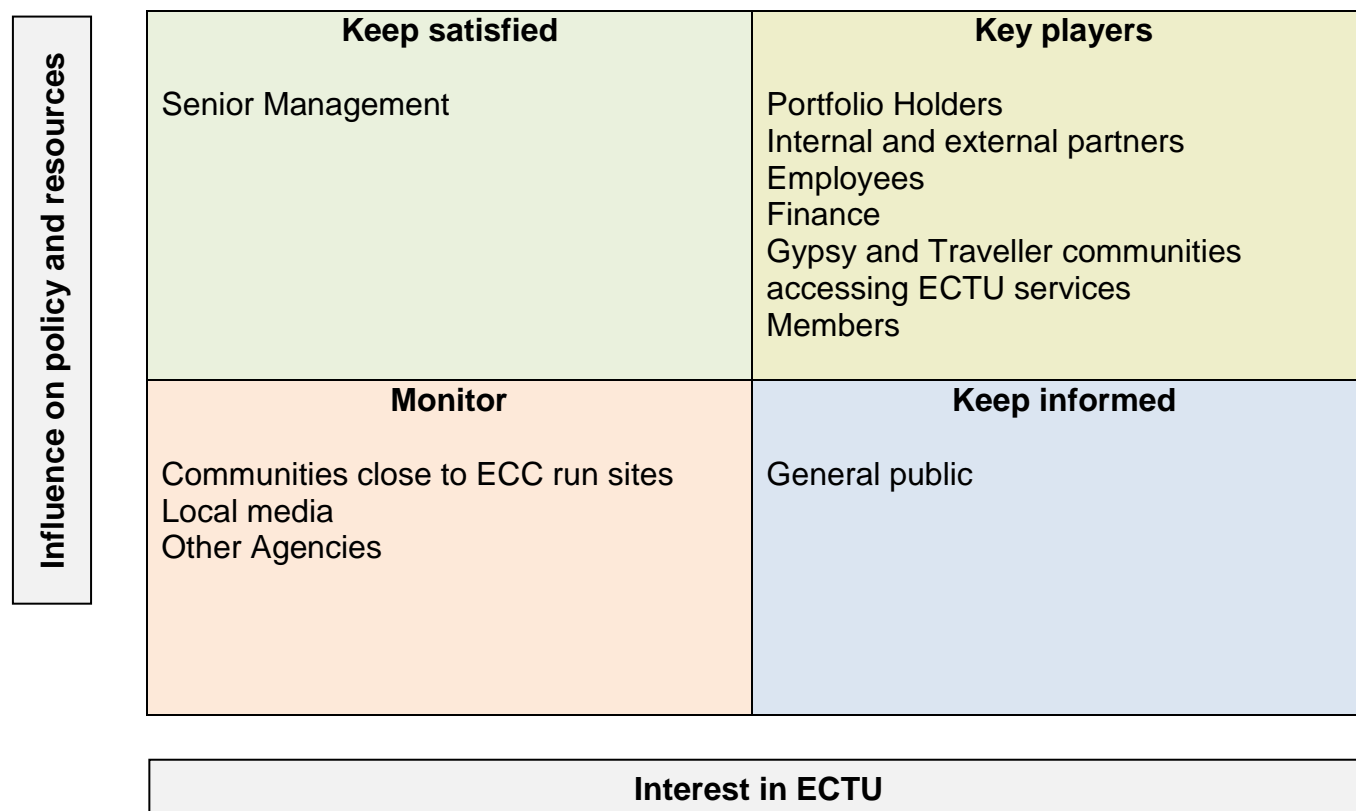 Influence on policy and resources
Keep satisfied
Senior Management
Key players
Portfolio Holders
Internal and external partners
Employees
Finance
Gypsy and Traveller communities
accessing ECTU services
Members
Monitor
Communities close to ECC run sites
Local media
Other Agencies
Keep informed
General public
Interest in ECTU